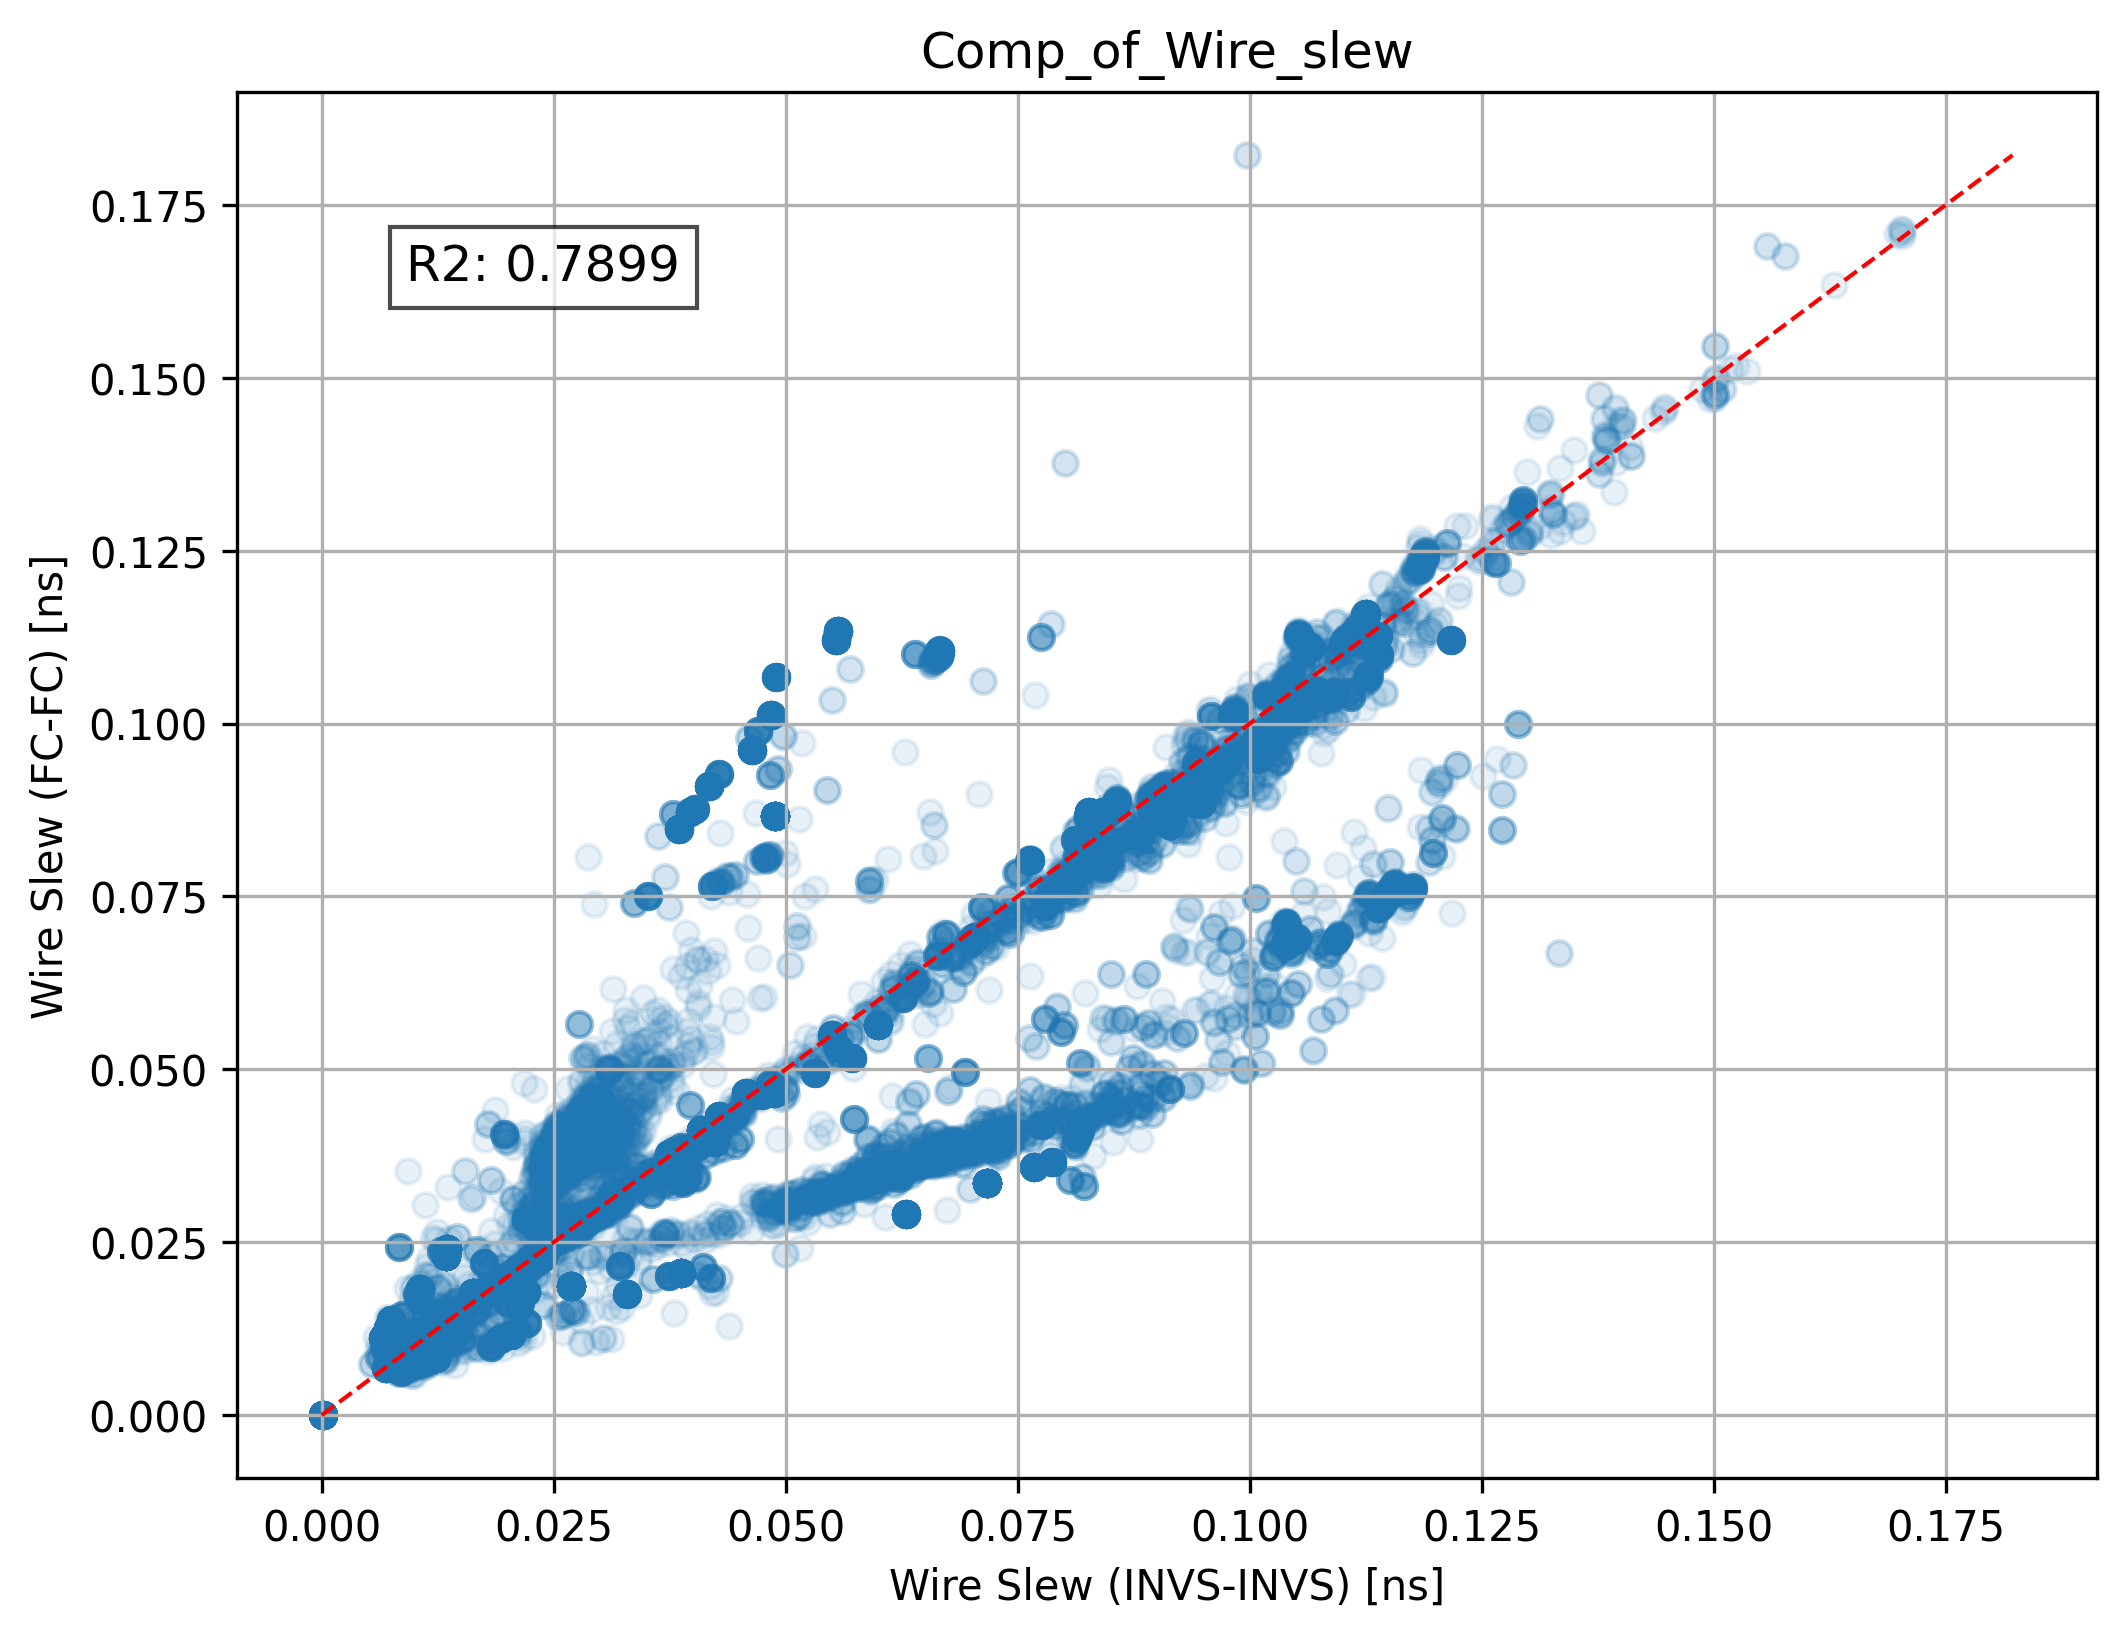 Comp_of_Wire_slew
R2: 0.7899
Wire Slew (FC-FC) [ns]
0.175
0.150
0.125
0.100
0.075
0.050
0.025
0.000
0.000 0.025 0.050 0.075 0.100 0.125 0.150 0.175
Wire Slew (INVS-INVS) [ns]